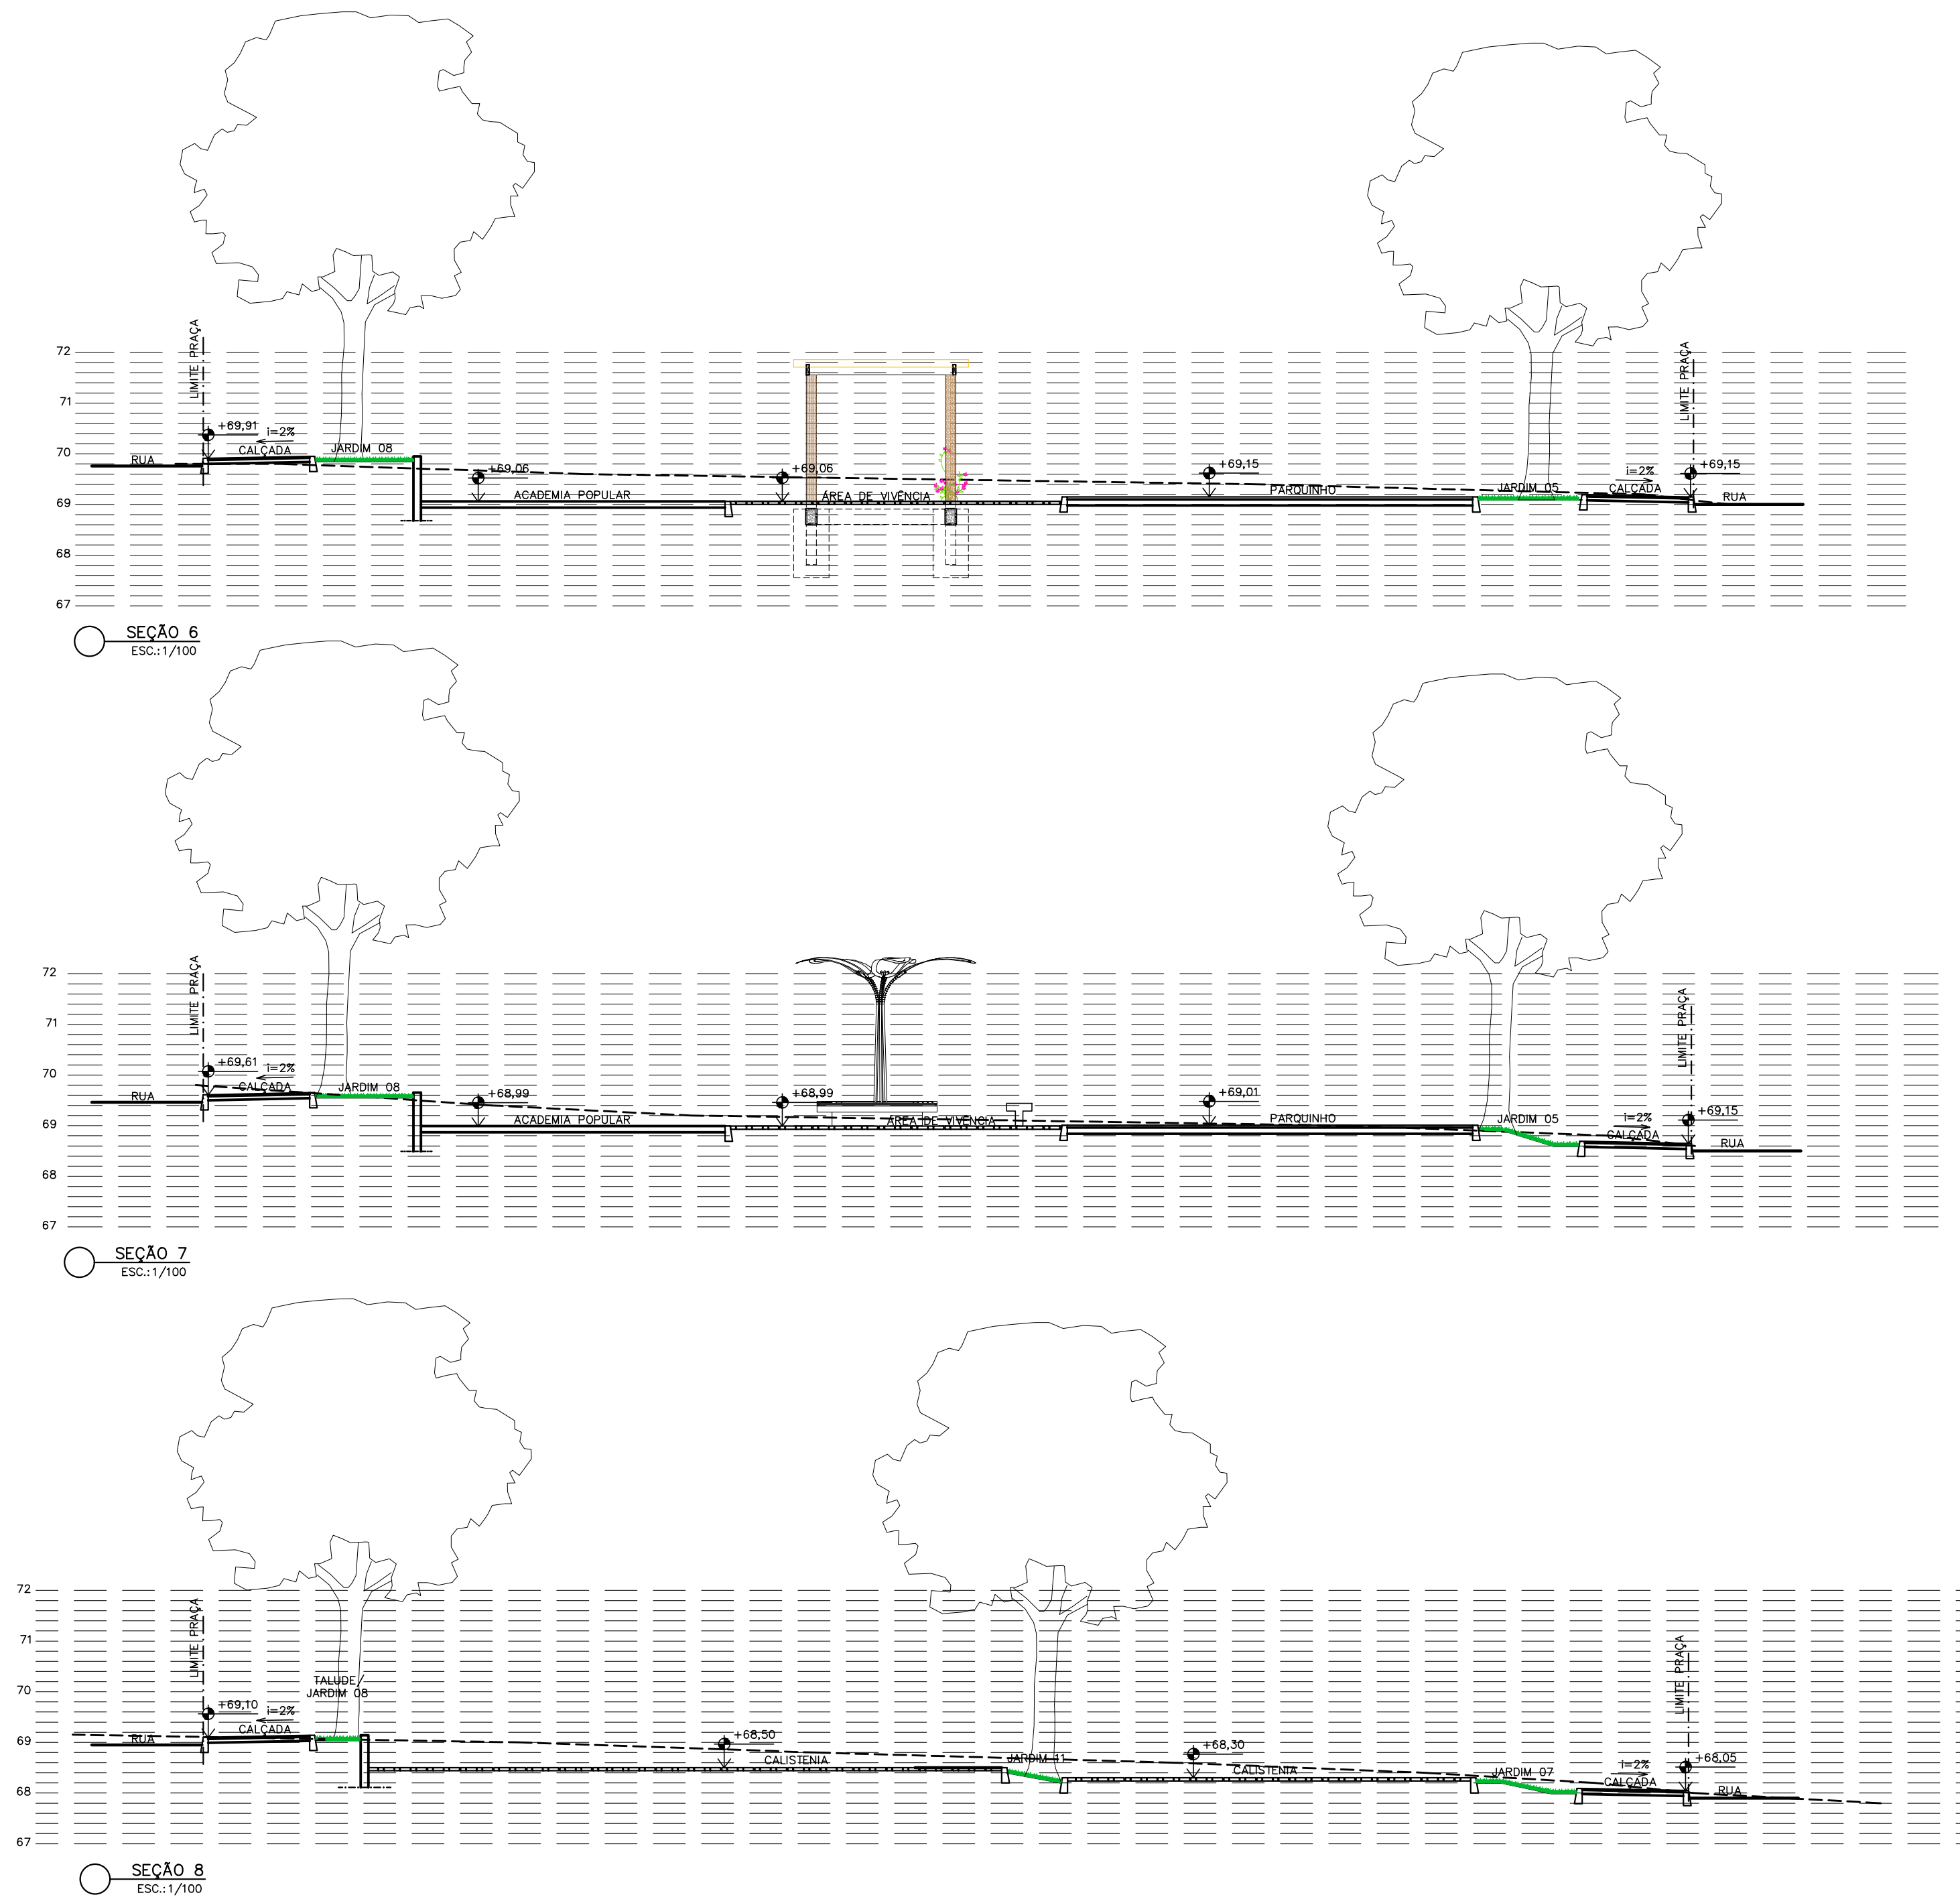 LIMITE PRAÇA
LIMITE PRAÇA
72
71
70
69
68
67
+69,91
i=2%
CALÇADA
JARDIM 08
RUA
+69,06
ACADEMIA POPULAR
+69,06
ÁREA DE VIVÊNCIA
+69,15
PARQUINHO
JARDIM 05
i=2%
CALÇADA
+69,15
RUA
SEÇÃO 6
ESC.:1/100
LIMITE PRAÇA
LIMITE PRAÇA
72
71
70
69
68
67
+69,61
i=2%
CALÇADA
JARDIM 08
RUA
+68,99
ACADEMIA POPULAR
+68,99
ÁREA DE VIVÊNCIA
+69,01
PARQUINHO
JARDIM 05
i=2%
CALÇADA
+69,15
RUA
SEÇÃO 7
ESC.:1/100
LIMITE PRAÇA
LIMITE PRAÇA
72
71
70
69
68
67
TALUDE/
JARDIM 08
+69,10
i=2%
CALÇADA
RUA
+68,50
CALISTENIA
JARDIM 11
+68,30
CALISTENIA
JARDIM 07
i=2%
CALÇADA
+68,05
RUA
SEÇÃO 8
ESC.:1/100